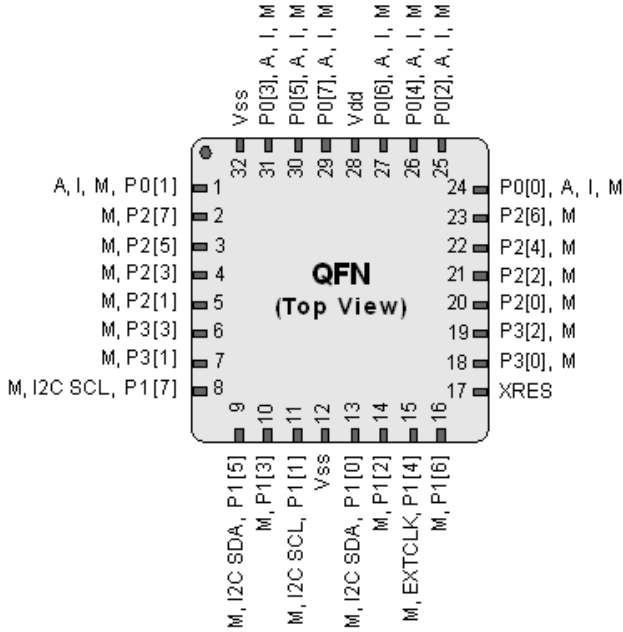 Vss
P0[3], A, I, M
P0[5], A, I, M
P0[7], A, I, M
Vdd
P0[6], A, I, M
P0[4], A, I, M
P0[2], A, I, M
32
31
30
29
28
27
26
25
A, I, M, P0[1] 1
M, P2[7] 2
M, P2[5] 3
M, P2[3] 4
M, P2[1] 5
M, P3[3] 6
M, P3[1] 7
M, I2C SCL, P1[7] 8
QFN
(Top View)
24 P0[0], A, I, M
23 P2[6], M
22 P2[4], M
21 P2[2], M
20 P2[0], M
19 P3[2], M
18 P3[0], M
17 XRES
9
10
11
12
13
14
15
16
M, I2C SDA, P1[5]
M, P1[3]
M, I2C SCL, P1[1]
Vss
M, I2C SDA, P1[0]
M, P1[2]
M, EXTCLK, P1[4]
M, P1[6]